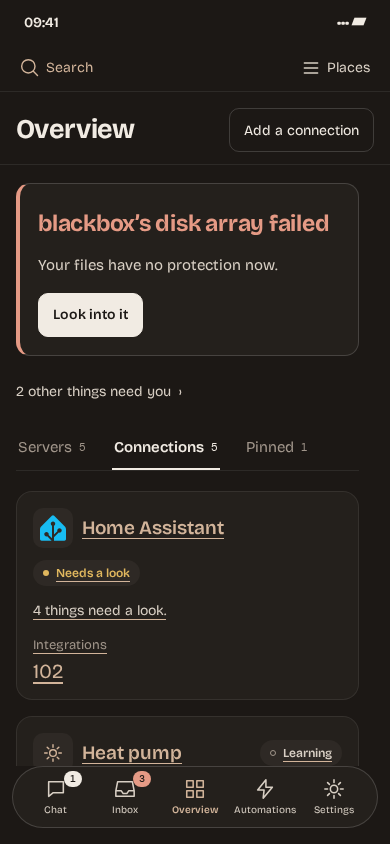 09:41
Search
Places
Overview
Add a connection
blackbox's disk array failed
Your files have no protection now.
Look into it
2 other things need you ›
Servers 5
Connections 5
Pinned 1
Home Assistant
Needs a look
4 things need a look.
Integrations
102
Heat pump
Learning
1
3
Chat
Inbox
Overview
Automations
Settings